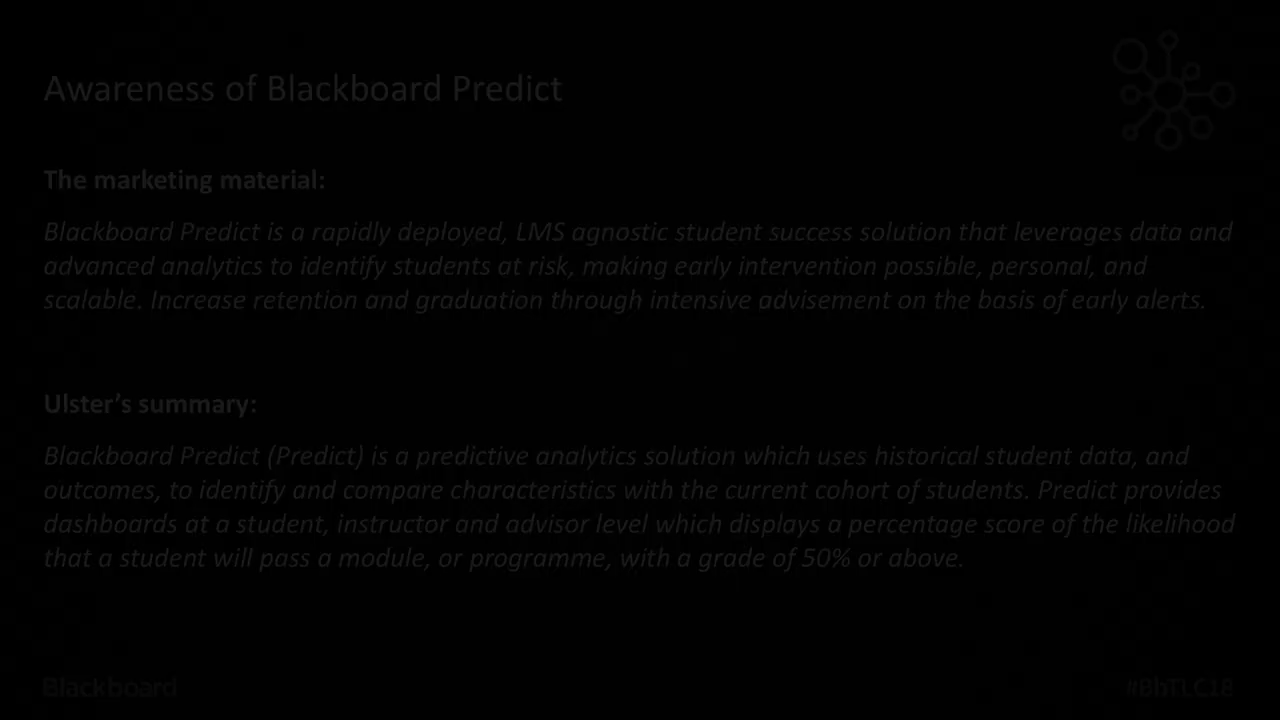 Awareness of Blackboard Predict
The marketing material:
Blackboard Predict is a rapidly deployed, LMS agnostic student success solution that leverages data and
advanced analytics to identify students at risk, making early intervention possible, personal, and
scalable. Increase retention and graduation through intensive advisement on the basis of early alerts.
Ulster’s summary:
Blackboard Predict (Predict) is a predictive analytics solution which uses historical student data, and
outcomes, to identify and compare characteristics with the current cohort of students. Predict provides
dashboards at a student, instructor and advisor level which displays a percentage score of the likelihood
that a student will pass a module, or programme, with a grade of 50% or above.
Blackboard
#BbTLC18